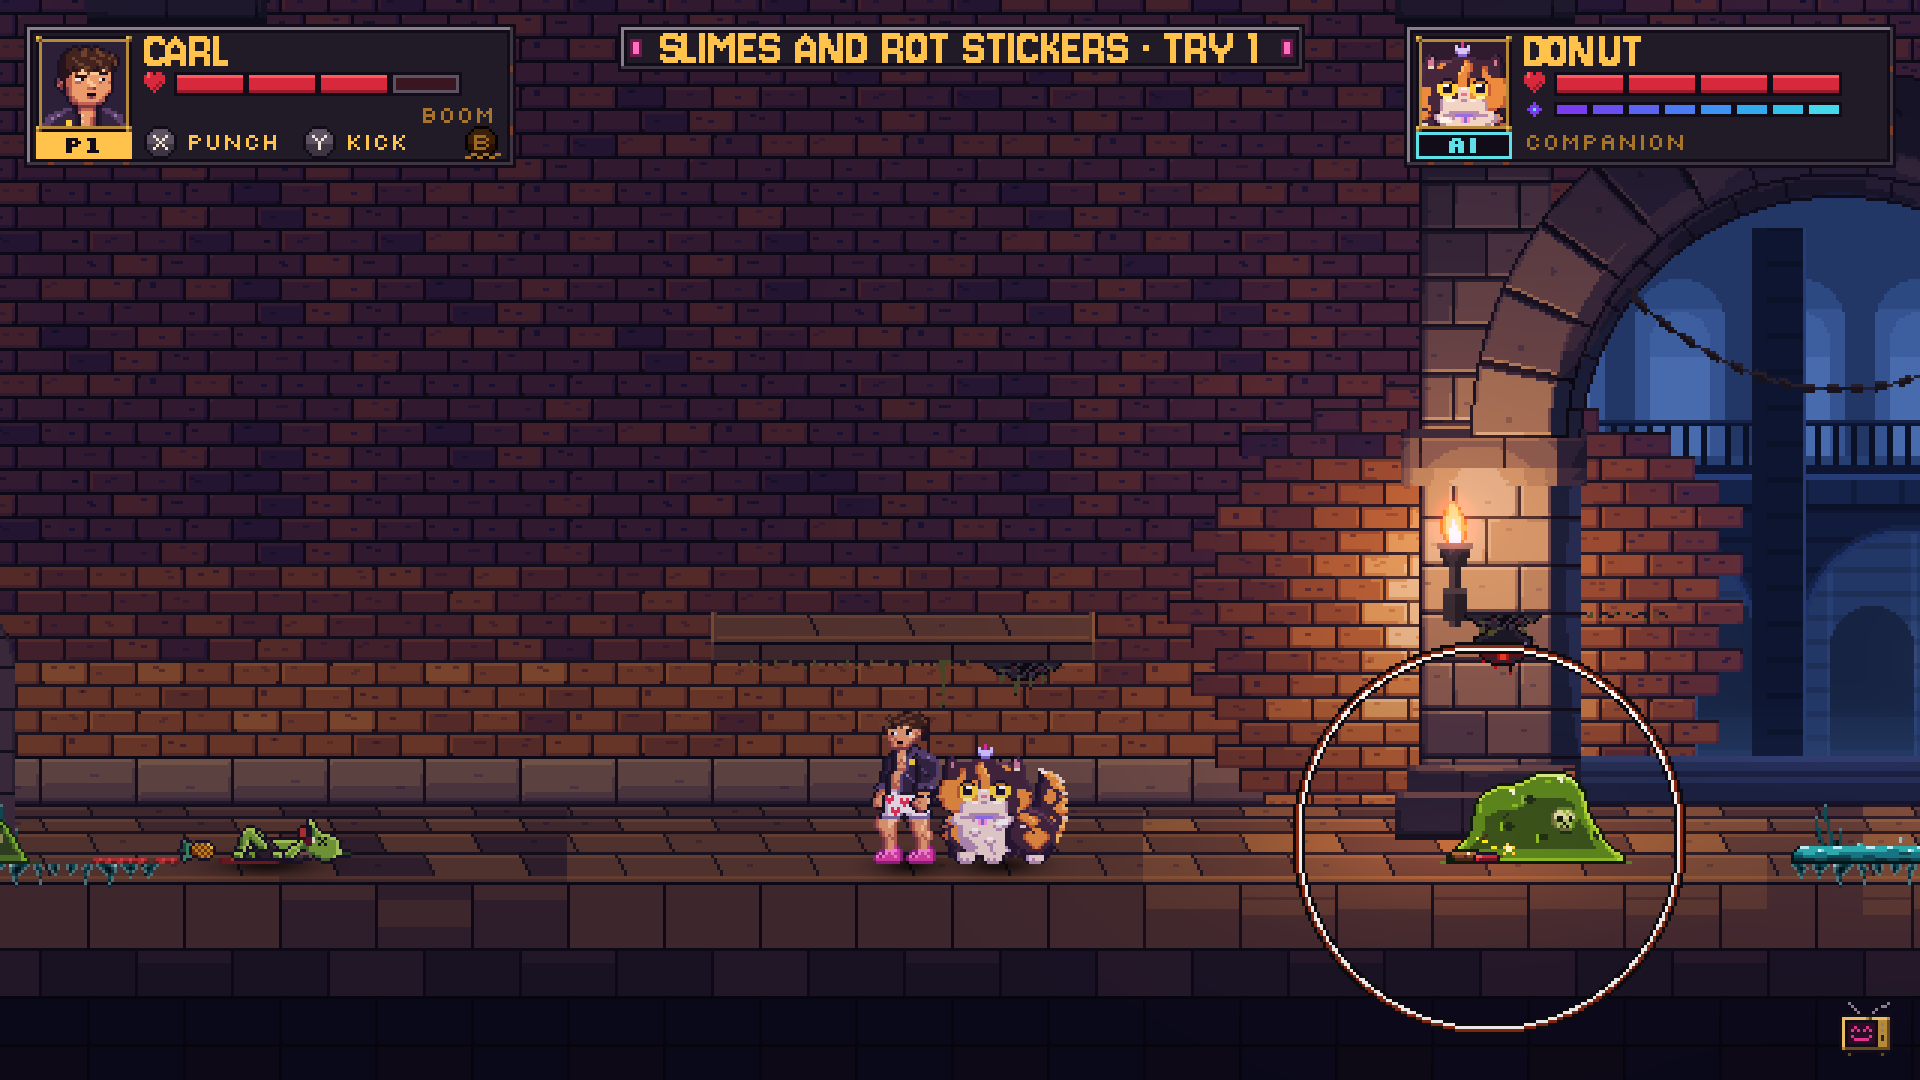 CARL
BOOM
P1
X PUNCH Y KICK B
SLIMES AND ROT STICKERS · TRY 1
DONUT
AI
COMPANION